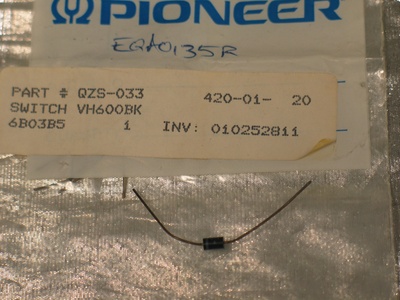 PIONEER
EQA0135R
PART # QZS-033 420-01- 20
SWITCH VH600BK
6B03B5 1 INV: 010252811